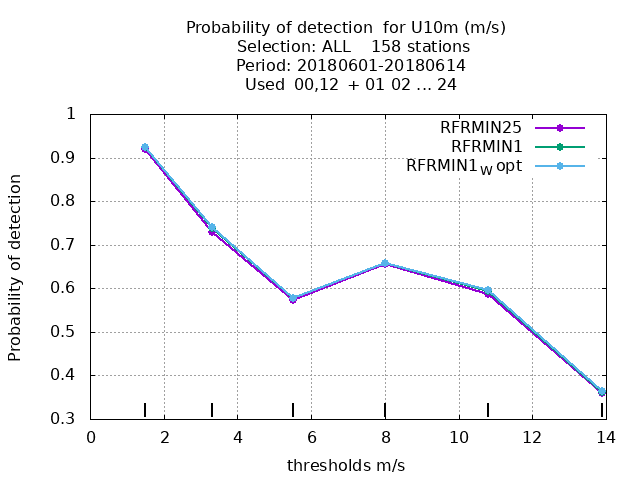 Probability of detection for U10m (m/s)
Selection: ALL 158 stations
Period: 20180601-20180614
Used 00,12 + 01 02 ... 24
RFRMIN25
RFRMIN1
RFRMIN1W opt
Probability of detection
1
0.9
0.8
0.7
0.6
0.5
0.4
0.3
0 2 4 6 8 10 12 14
thresholds m/s